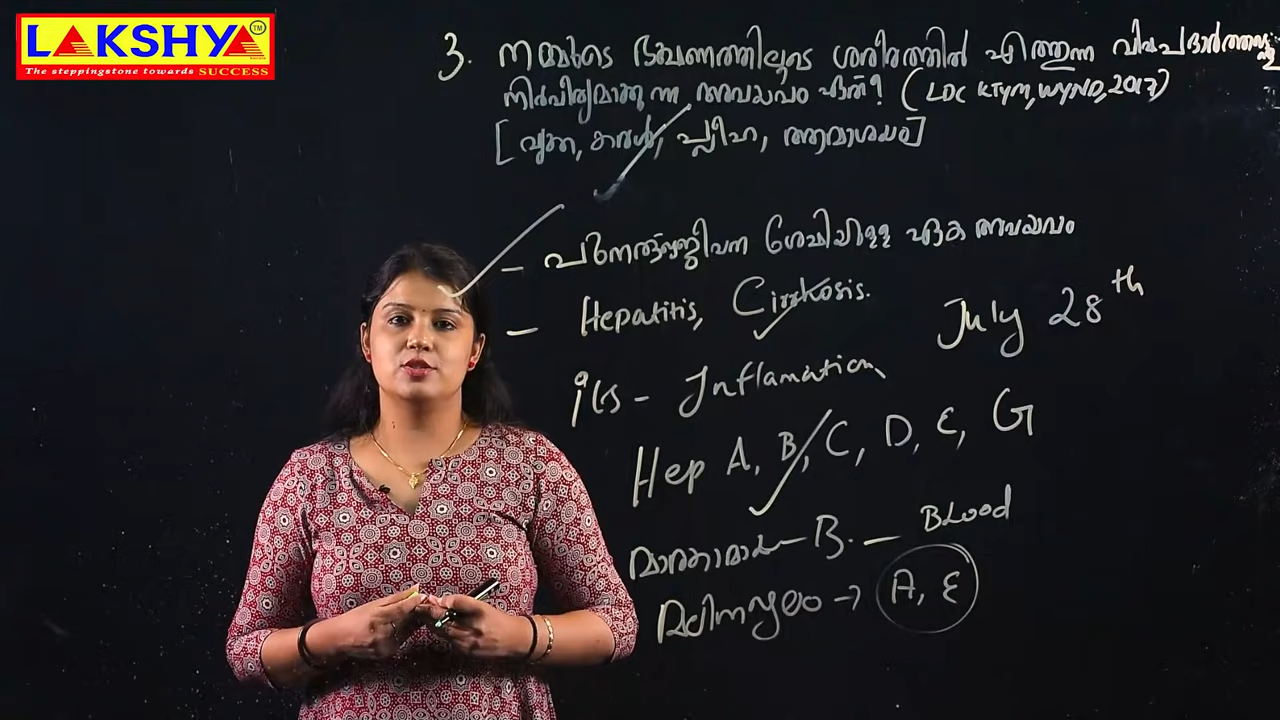 LAKSHYA TM
The steppingstone towards SUCCESS
3. നമ്മുടെ ഭക്ഷണത്തിലൂടെ ശരീരത്തിൽ എത്തുന്ന വിഷപദാർത്ഥങ്ങളെ
നിർവീര്യമാക്കുന്ന അവയവം ഏത്? (LDC KTYM, WYND, 2017)
[വൃക്ക, കരൾ, പ്ലീഹ, ആമാശയം]
- പുനരുജ്ജീവന ശേഷിയുള്ള ഏക അവയവം
- Hepatitis, Cirrhosis.
July 28th
itis - Inflamation
Hep A, B, C, D, E, G
മാരകമായ - B. - Blood
മലിനജലം → A, E